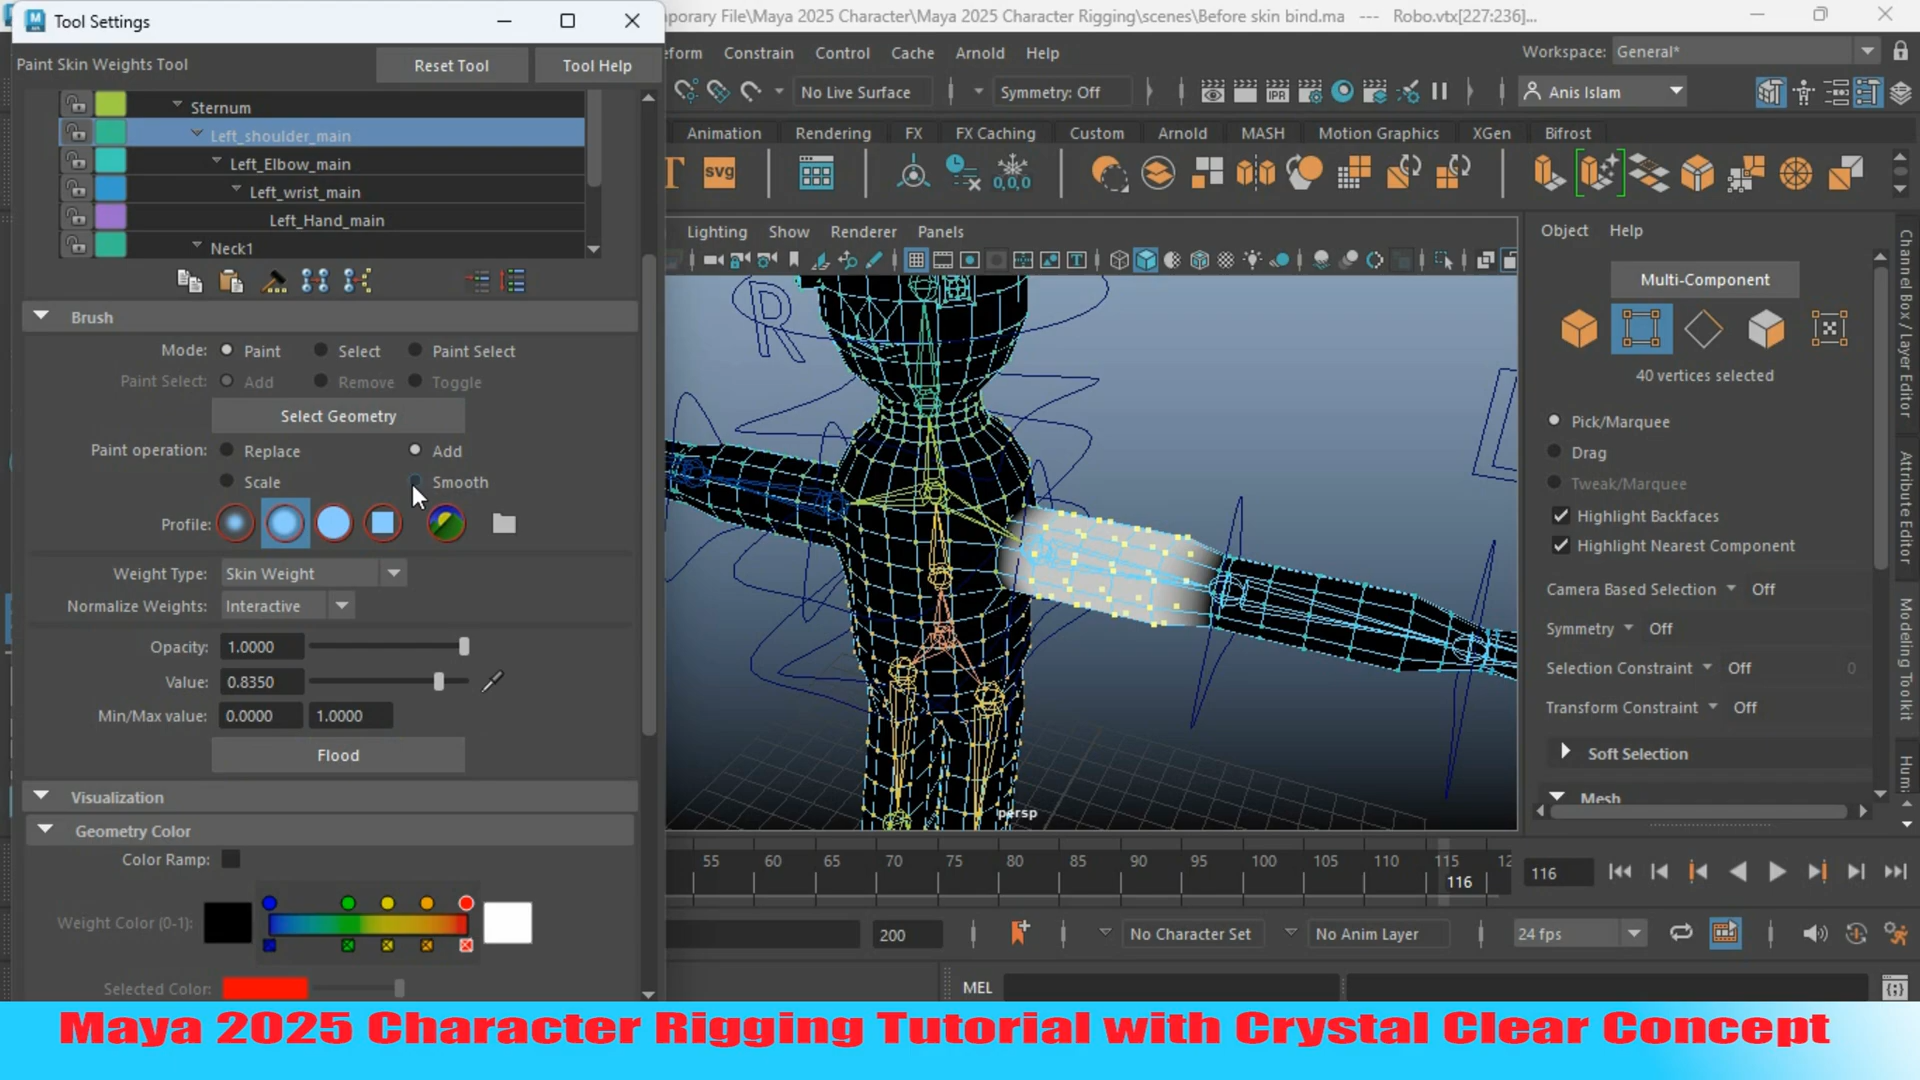 Tool Settings
porary File\Maya 2025 Character\Maya 2025 Character Rigging\scenes\Before skin bind.ma --- Robo.vtx[227:236]...
Paint Skin Weights Tool
Reset Tool
Tool Help
eform Constrain Control Cache Arnold Help
Workspace: General*
No Live Surface
Symmetry: Off
IPR
Anis Islam
Animation Rendering FX FX Caching Custom Arnold MASH Motion Graphics XGen Bifrost
T
svg
0,0,0
Sternum
Left_shoulder_main
Left_Elbow_main
Left_wrist_main
Left_Hand_main
Neck1
Lighting Show Renderer Panels
Object Help
Multi-Component
40 vertices selected
Pick/Marquee
Drag
Tweak/Marquee
Highlight Backfaces
Highlight Nearest Component
Camera Based Selection Off
Symmetry Off
Selection Constraint Off 0
Transform Constraint Off
Soft Selection
Mesh
Channel Box / Layer Editor
Attribute Editor
Modeling Toolkit
Brush
Mode: Paint Select Paint Select
Paint Select: Add Remove Toggle
Select Geometry
Paint operation: Replace Add
Scale Smooth
Profile:
Weight Type: Skin Weight
Normalize Weights: Interactive
Opacity: 1.0000
Value: 0.8350
Min/Max value: 0.0000 1.0000
Flood
Visualization
Geometry Color
Color Ramp:
Weight Color (0-1):
Selected Color:
R
L
persp
55 60 65 70 75 80 85 90 95 100 105 110 115 12
116
116
200
No Character Set
No Anim Layer
24 fps
MEL
Maya 2025 Character Rigging Tutorial with Crystal Clear Concept